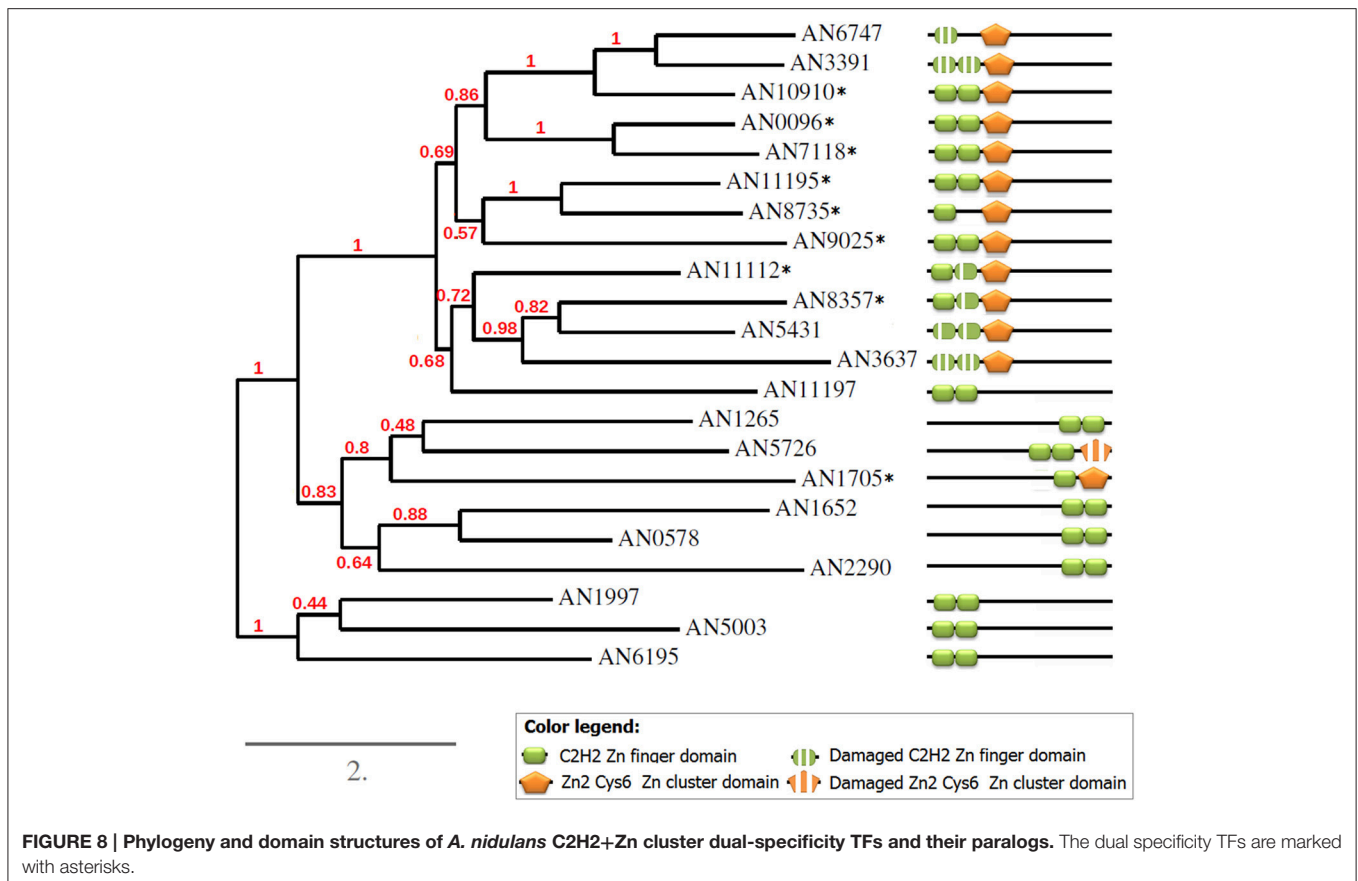 AN6747
1
AN3391
1
AN10910*
0.86
AN0096*
1
AN7118*
0.69
AN11195*
1
AN8735*
0.57
AN9025*
1
AN11112*
0.72
AN8357*
0.82
AN5431
0.98
AN3637
0.68
AN11197
1
AN1265
0.48
AN5726
0.8
AN1705*
0.83
AN1652
0.88
AN0578
0.64
AN2290
AN1997
0.44
AN5003
1
AN6195
2.
Color legend:
C2H2 Zn finger domain
Damaged C2H2 Zn finger domain
Zn2 Cys6 Zn cluster domain
Damaged Zn2 Cys6 Zn cluster domain
FIGURE 8 | Phylogeny and domain structures of A. nidulans C2H2+Zn cluster dual-specificity TFs and their paralogs. The dual specificity TFs are marked
with asterisks.